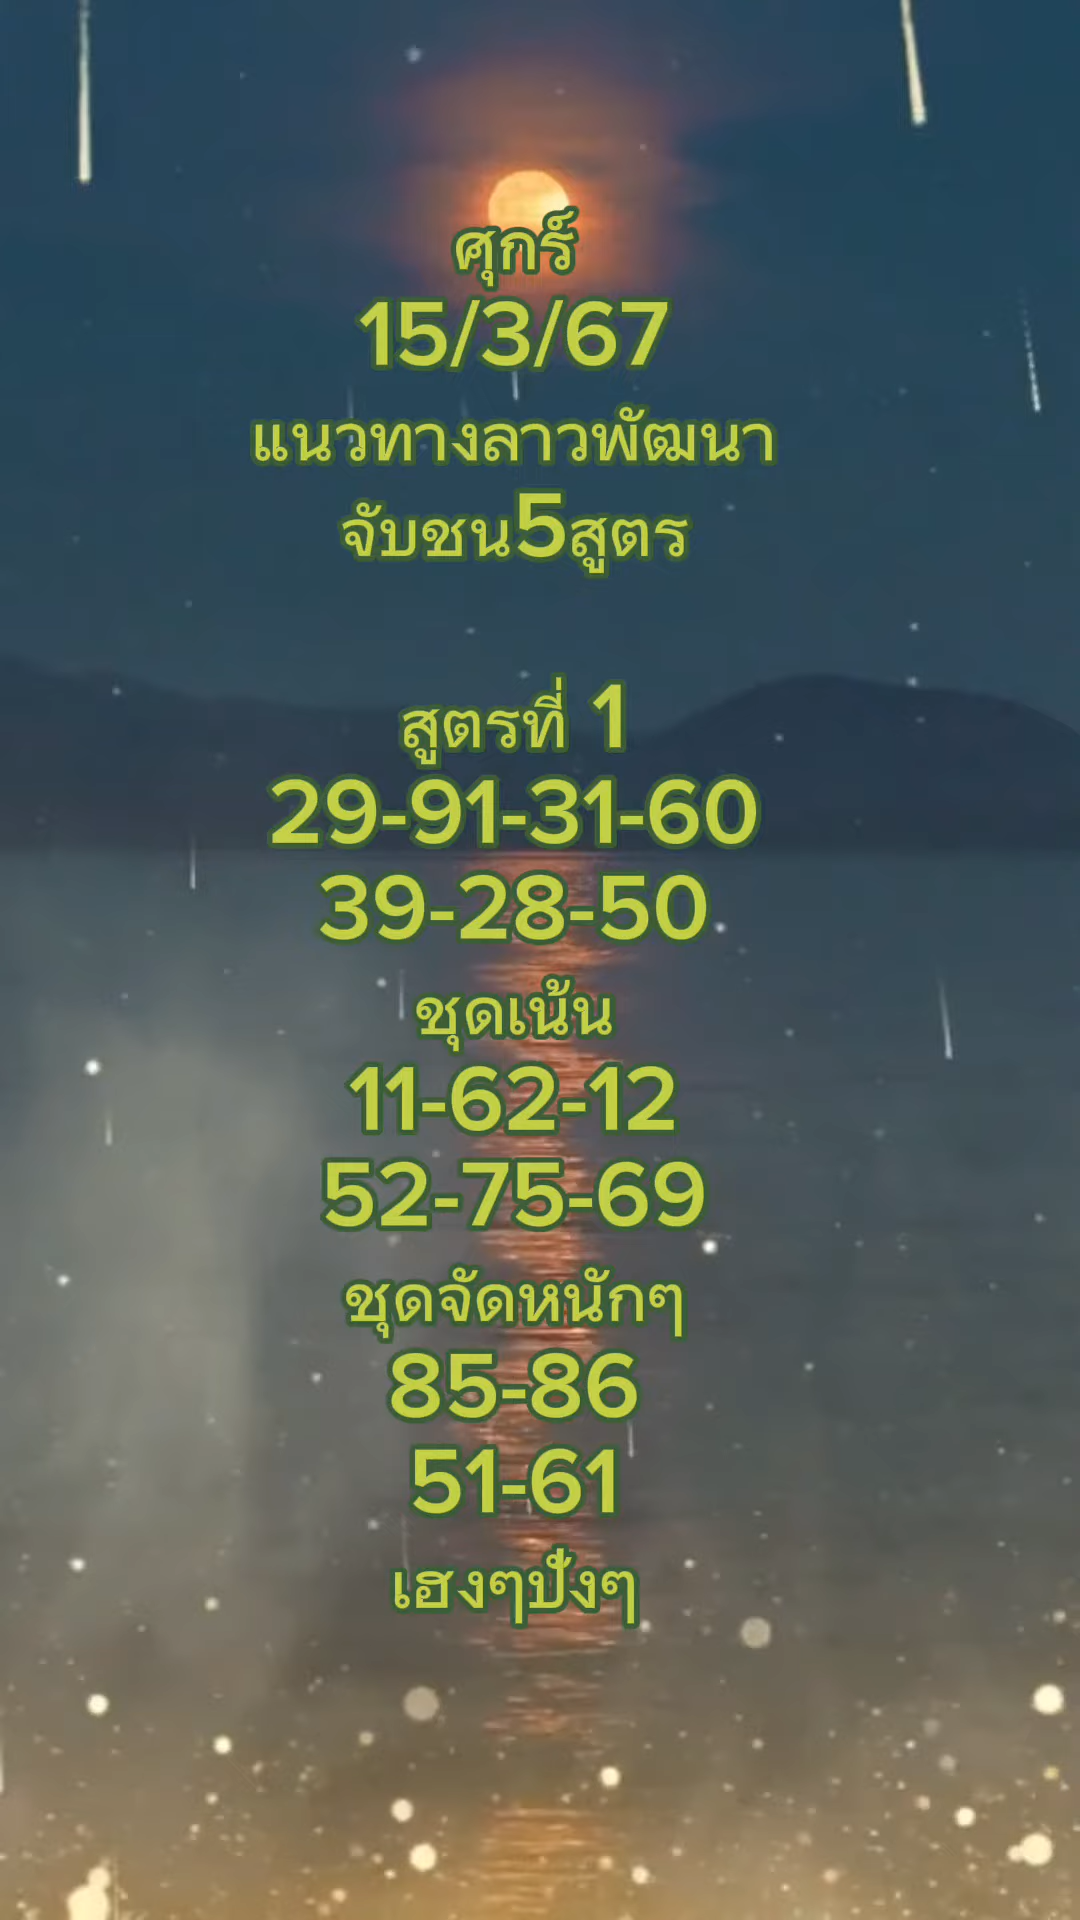 ศุกร์
15/3/67
แนวทางลาวพัฒนา
จับชน5สูตร
สูตรที่ 1
29-91-31-60
39-28-50
ชุดเน้น
11-62-12
52-75-69
ชุดจัดหนักๆ
85-86
51-61
เฮงๆปังๆ